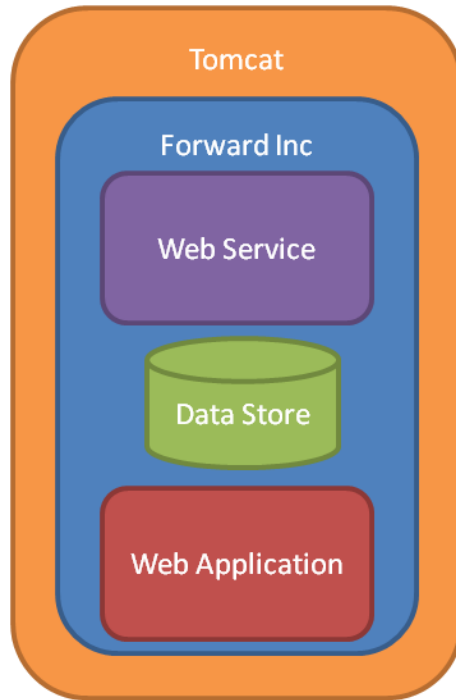 Tomcat
Forward Inc
Web Service
Data Store
Web Application